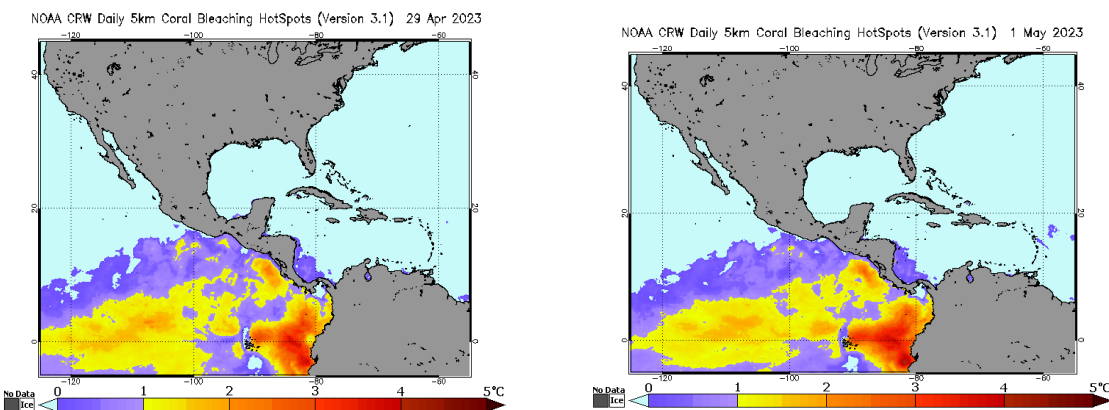 NOAA CRW Daily 5km Coral Bleaching HotSpots (Version 3.1) 29 Apr 2023
-120 -100 -80 -60
40 40
20 20
0 0
-120 -100 -80 -60
No Data
Ice
0 1 2 3 4 5°C
NOAA CRW Daily 5km Coral Bleaching HotSpots (Version 3.1) 1 May 2023
-120 -100 -80 -60
40 40
20 20
0 0
-120 -100 -80 -60
No Data
Ice
0 1 2 3 4 5°C